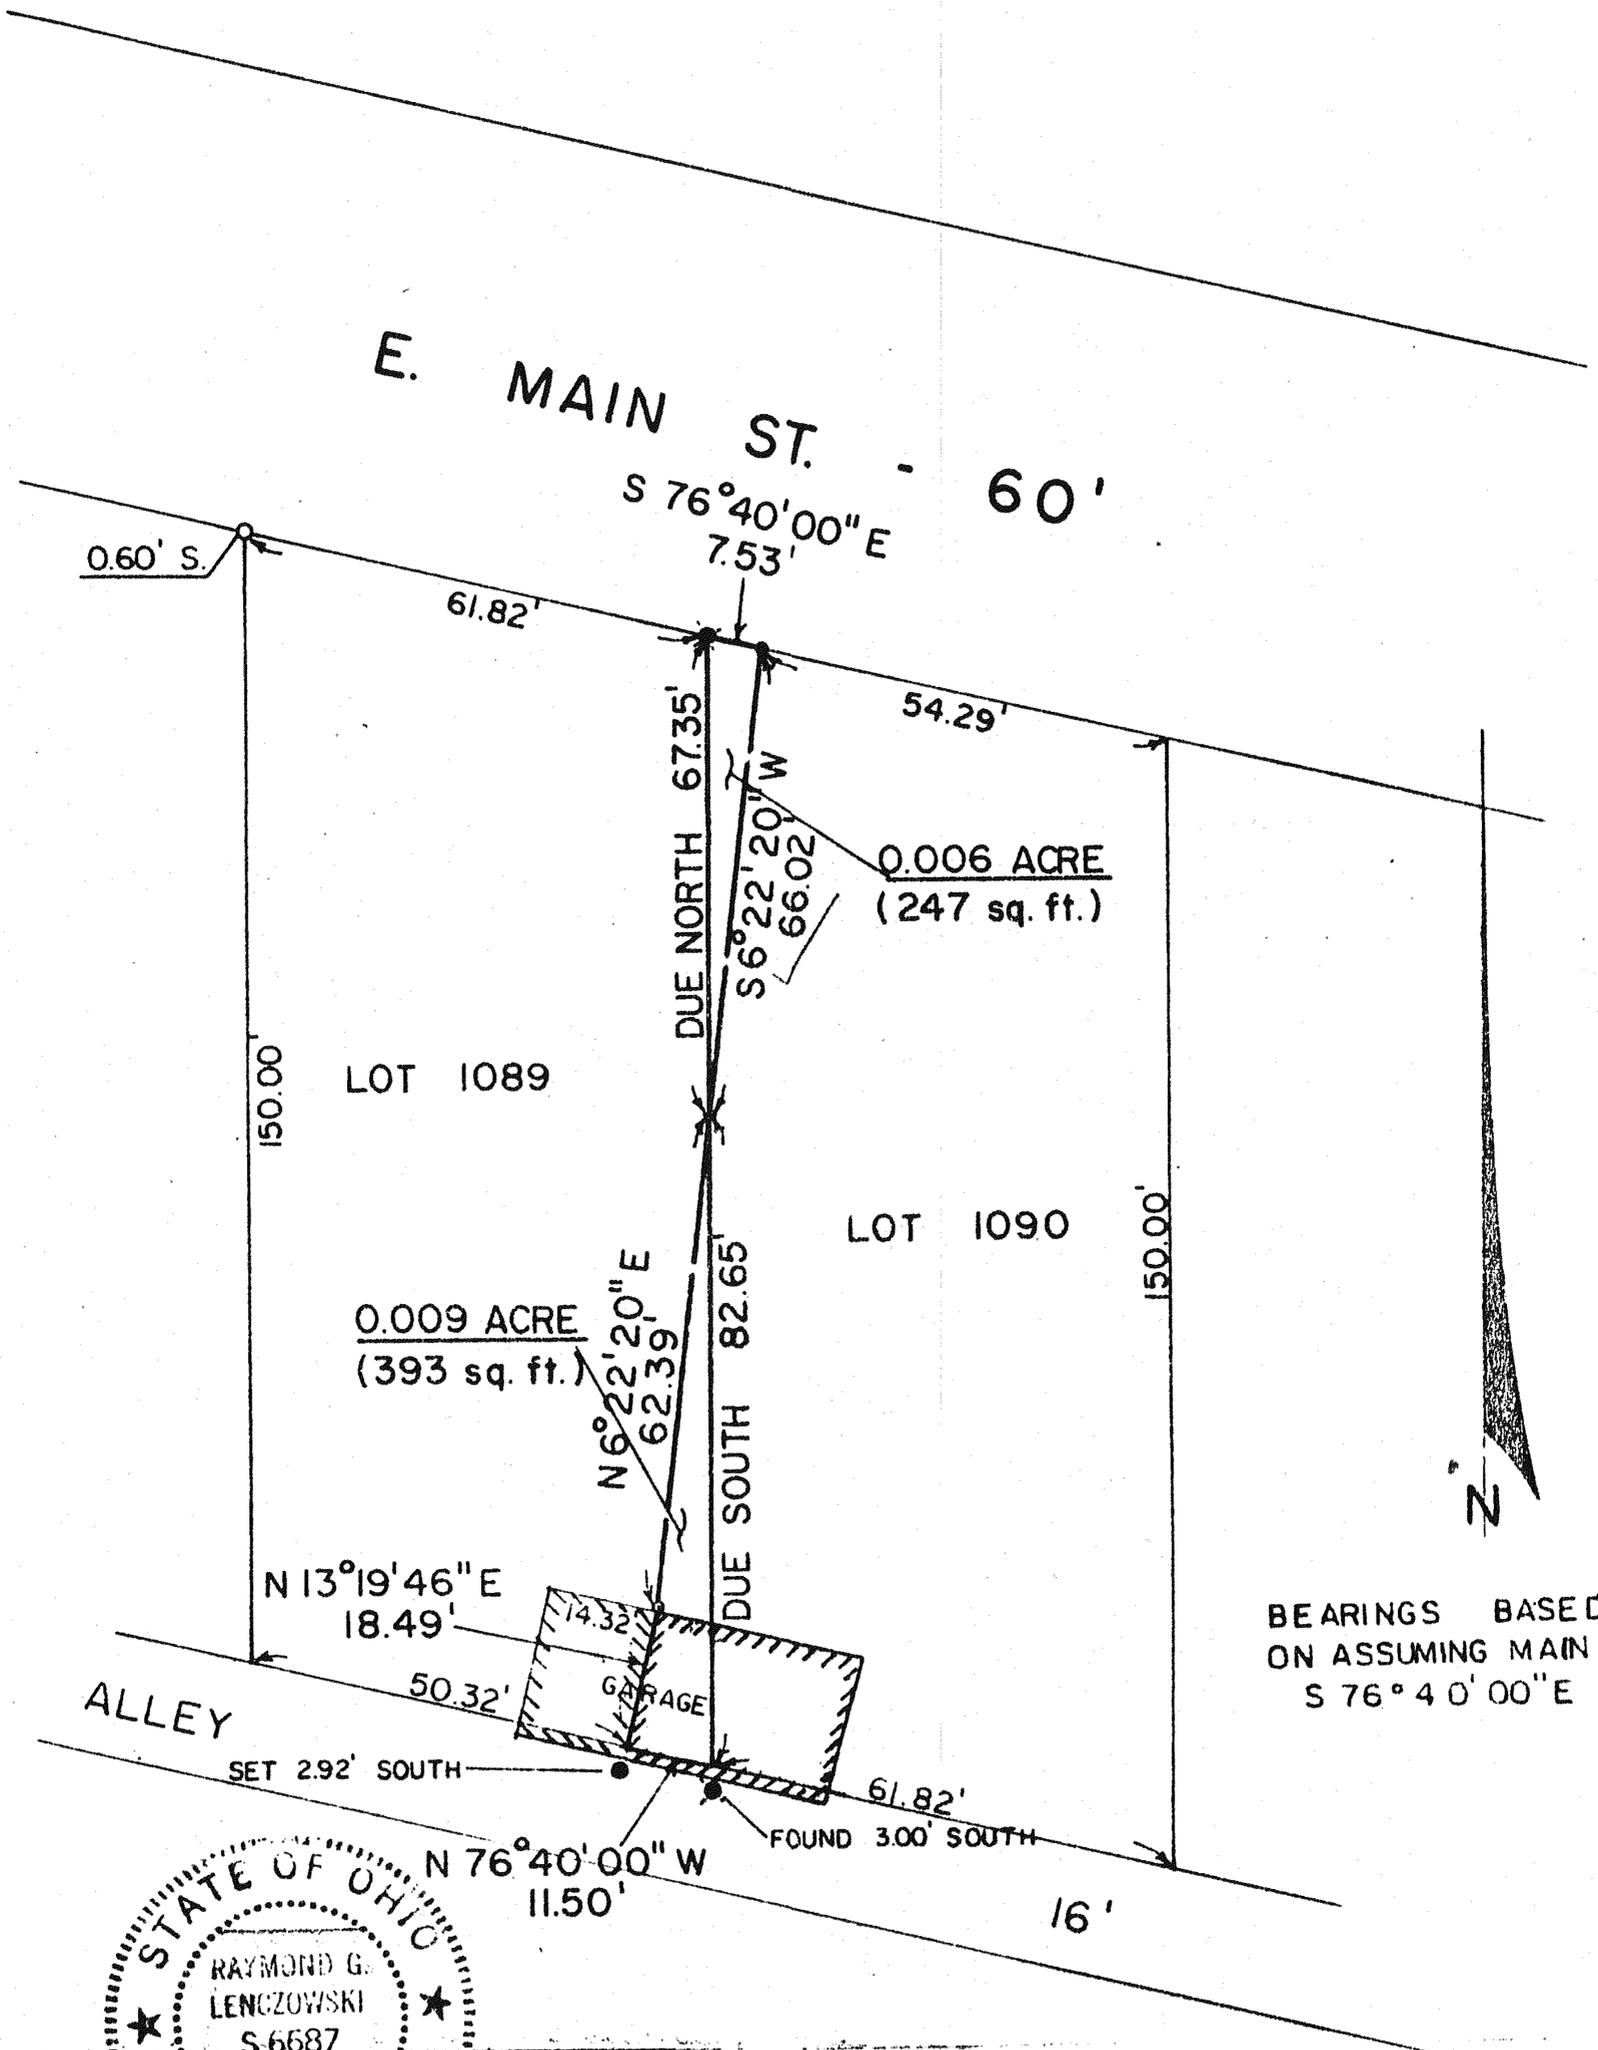 E. MAIN ST. - 60'
S 76°40'00" E
7.53'
0.60' S.
61.82'
54.29'
DUE NORTH 67.35'
S 6°22'20" W
66.02'
0.006 ACRE
(247 sq. ft.)
150.00'
LOT 1089
LOT 1090
150.00'
DUE SOUTH 82.65'
N 6°22'20" E
62.39'
0.009 ACRE
(393 sq. ft.)
N
N 13°19'46" E
18.49'
14.32'
GARAGE
50.32'
BEARINGS BASED
ON ASSUMING MAIN
S 76°40'00" E
ALLEY
SET 2.92' SOUTH
61.82'
FOUND 3.00' SOUTH
N 76°40'00" W
11.50'
16'
STATE OF OHIO
RAYMOND G.
LENCZOWSKI
S-6687